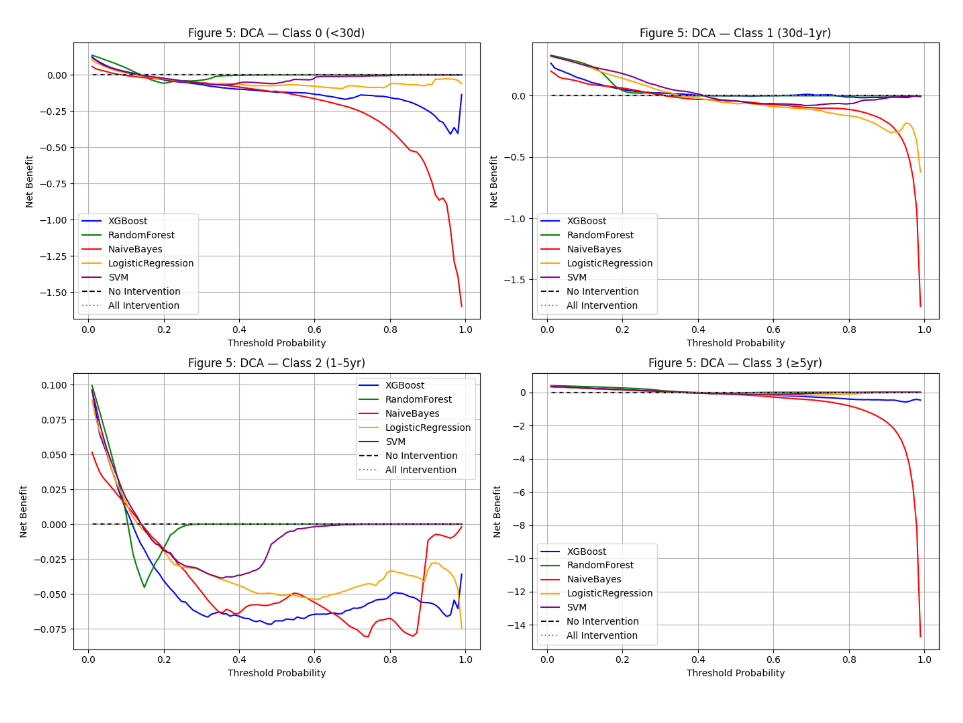 Figure 5: DCA — Class 0 (<30d)
0.00
−0.25
−0.50
−0.75
−1.00
−1.25
−1.50
Net Benefit
XGBoost
RandomForest
NaiveBayes
LogisticRegression
SVM
No Intervention
All Intervention
0.0 0.2 0.4 0.6 0.8 1.0
Threshold Probability
Figure 5: DCA — Class 1 (30d–1yr)
0.0
−0.5
−1.0
−1.5
Net Benefit
XGBoost
RandomForest
NaiveBayes
LogisticRegression
SVM
No Intervention
All Intervention
0.0 0.2 0.4 0.6 0.8 1.0
Threshold Probability
Figure 5: DCA — Class 2 (1–5yr)
0.100
0.075
0.050
0.025
0.000
−0.025
−0.050
−0.075
Net Benefit
XGBoost
RandomForest
NaiveBayes
LogisticRegression
SVM
No Intervention
All Intervention
0.0 0.2 0.4 0.6 0.8 1.0
Threshold Probability
Figure 5: DCA — Class 3 (≥5yr)
0
−2
−4
−6
−8
−10
−12
−14
Net Benefit
XGBoost
RandomForest
NaiveBayes
LogisticRegression
SVM
No Intervention
All Intervention
0.0 0.2 0.4 0.6 0.8 1.0
Threshold Probability